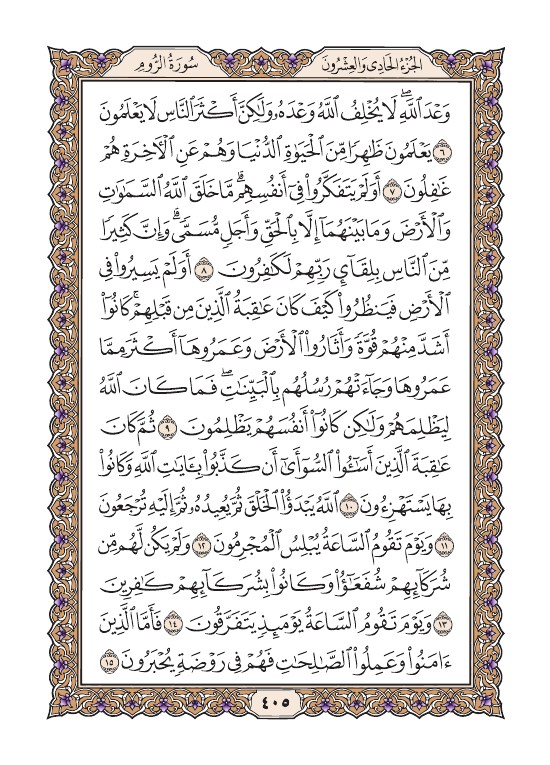 الجُزْءُ الحَادِى وَالعِشْرُونَ
سُورَةُ الرُّومِ
وَعْدَ ٱللَّهِۖ لَا يُخْلِفُ ٱللَّهُ وَعْدَهُۥ وَلَٰكِنَّ أَكْثَرَ ٱلنَّاسِ لَا يَعْلَمُونَ
٦ يَعْلَمُونَ ظَٰهِرًا مِّنَ ٱلْحَيَوٰةِ ٱلدُّنْيَا وَهُمْ عَنِ ٱلْأَخِرَةِ هُمْ
غَٰفِلُونَ ٧ أَوَلَمْ يَتَفَكَّرُوا۟ فِىٓ أَنفُسِهِمۗ مَّا خَلَقَ ٱللَّهُ ٱلسَّمَٰوَٰتِ
وَٱلْأَرْضَ وَمَا بَيْنَهُمَآ إِلَّا بِٱلْحَقِّ وَأَجَلٍ مُّسَمًّىۗ وَإِنَّ كَثِيرًا
مِّنَ ٱلنَّاسِ بِلِقَآئِ رَبِّهِمْ لَكَٰفِرُونَ ٨ أَوَلَمْ يَسِيرُوا۟ فِى
ٱلْأَرْضِ فَيَنظُرُوا۟ كَيْفَ كَانَ عَٰقِبَةُ ٱلَّذِينَ مِن قَبْلِهِمْۚ كَانُوٓا۟
أَشَدَّ مِنْهُمْ قُوَّةً وَأَثَارُوا۟ ٱلْأَرْضَ وَعَمَرُوهَآ أَكْثَرَ مِمَّا
عَمَرُوهَا وَجَآءَتْهُمْ رُسُلُهُم بِٱلْبَيِّنَٰتِۖ فَمَا كَانَ ٱللَّهُ
لِيَظْلِمَهُمْ وَلَٰكِن كَانُوٓا۟ أَنفُسَهُمْ يَظْلِمُونَ ٩ ثُمَّ كَانَ
عَٰقِبَةَ ٱلَّذِينَ أَسَٰٓـُٔوا۟ ٱلسُّوٓأَىٰٓ أَن كَذَّبُوا۟ بِـَٔايَٰتِ ٱللَّهِ وَكَانُوا۟
بِهَا يَسْتَهْزِءُونَ ١٠ ٱللَّهُ يَبْدَؤُا۟ ٱلْخَلْقَ ثُمَّ يُعِيدُهُۥ ثُمَّ إِلَيْهِ تُرْجَعُونَ
١١ وَيَوْمَ تَقُومُ ٱلسَّاعَةُ يُبْلِسُ ٱلْمُجْرِمُونَ ١٢ وَلَمْ يَكُن لَّهُم مِّن
شُرَكَآئِهِمْ شُفَعَٰٓؤُا۟ وَكَانُوا۟ بِشُرَكَآئِهِمْ كَٰفِرِينَ
١٣ وَيَوْمَ تَقُومُ ٱلسَّاعَةُ يَوْمَئِذٍ يَتَفَرَّقُونَ ١٤ فَأَمَّا ٱلَّذِينَ
ءَامَنُوا۟ وَعَمِلُوا۟ ٱلصَّٰلِحَٰتِ فَهُمْ فِى رَوْضَةٍ يُحْبَرُونَ ١٥
٤٠٥